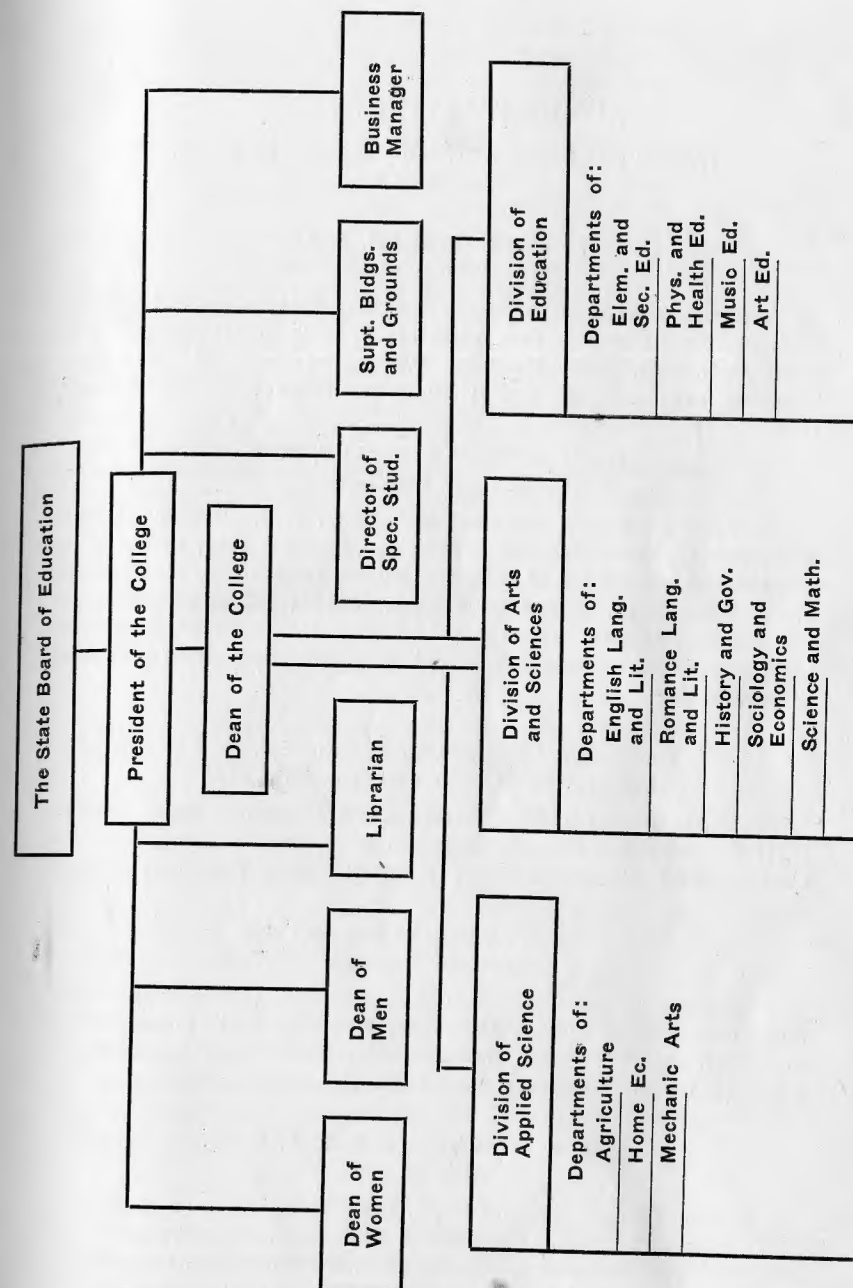 The State Board of Education
President of the College
Dean of the College
Dean of
Women
Dean of
Men
Librarian
Director of
Spec. Stud.
Supt. Bldgs.
and Grounds
Business
Manager
Division of
Applied Science
Departments of:
Agriculture
Home Ec.
Mechanic Arts
Division of Arts
and Sciences
Departments of:
English Lang.
and Lit.
Romance Lang.
and Lit.
History and Gov.
Sociology and
Economics
Science and Math.
Division of
Education
Departments of:
Elem. and
Sec. Ed.
Phys. and
Health Ed.
Music Ed.
Art Ed.